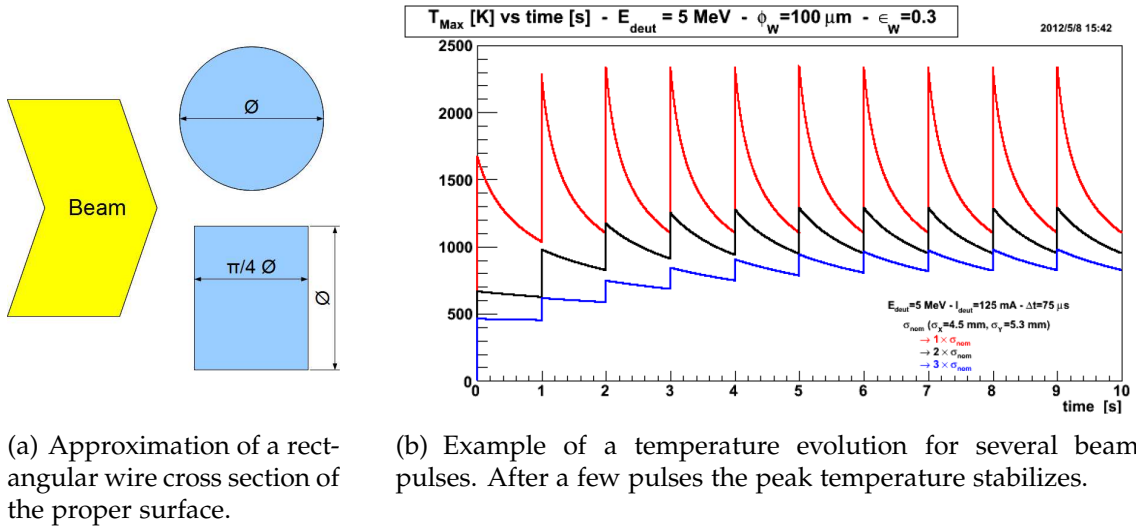 T_Max [K] vs time [s] - E_deut = 5 MeV - ϕ_W=100 μm - ϵ_W=0.3
2012/5/8 15:42
Ø
Beam
π/4 Ø
Ø
2500
2000
1500
1000
500
0
0 1 2 3 4 5 6 7 8 9 10
time [s]
E_deut=5 MeV - I_deut=125 mA - Δt=75 μs
σ_nom (σ_X=4.5 mm, σ_Y=5.3 mm)
→ 1 × σ_nom
→ 2 × σ_nom
→ 3 × σ_nom
(a) Approximation of a rect-
angular wire cross section of
the proper surface.
(b) Example of a temperature evolution for several beam
pulses. After a few pulses the peak temperature stabilizes.